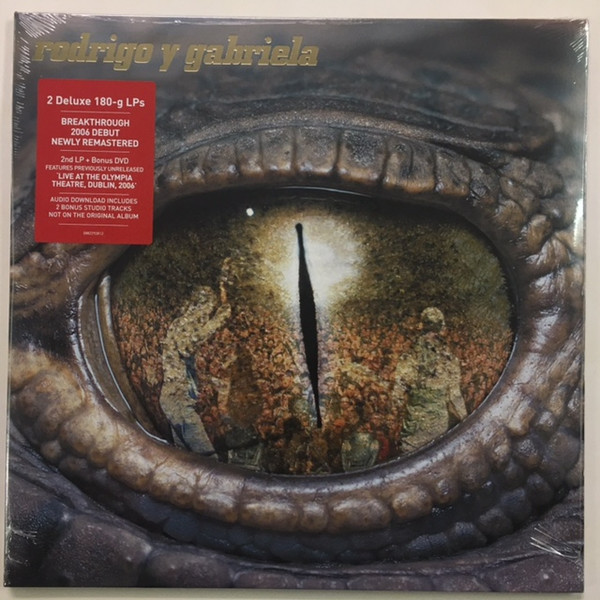 rodrigo y gabriela
2 Deluxe 180-g LPs
BREAKTHROUGH
2006 DEBUT
NEWLY REMASTERED
2nd LP + Bonus DVD
FEATURES PREVIOUSLY UNRELEASED
'LIVE AT THE OLYMPIA
THEATRE, DUBLIN, 2006'
AUDIO DOWNLOAD INCLUDES
2 BONUS STUDIO TRACKS
NOT ON THE ORIGINAL ALBUM